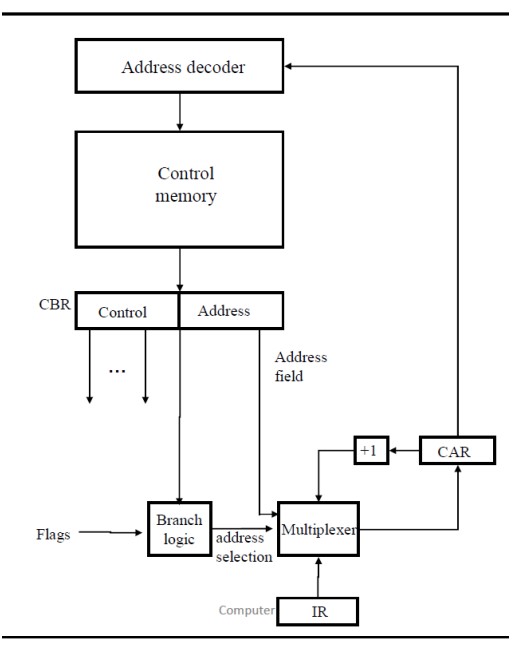 Address decoder
Control
memory
CBR
Control
Address
...
Address
field
+1
CAR
Flags
Branch
logic
address
selection
Multiplexer
Computer
IR